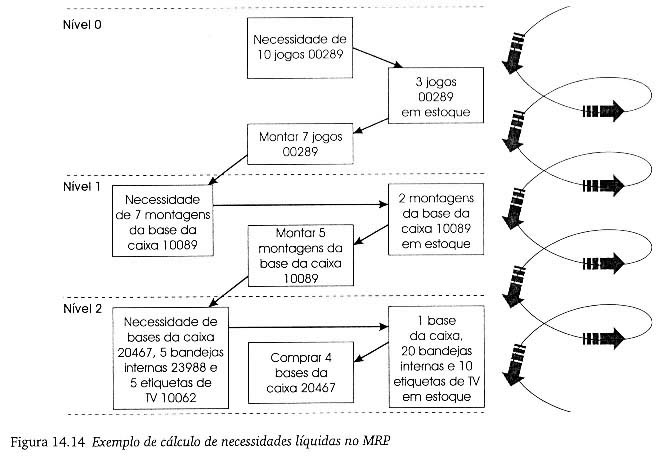 Nível 0
Necessidade de
10 jogos 00289
3 jogos
00289
em estoque
Montar 7 jogos
00289
Nível 1
Necessidade
de 7 montagens
da base da
caixa 10089
2 montagens
da base da
caixa 10089
em estoque
Montar 5
montagens da
base da caixa
10089
Nível 2
Necessidade de
bases da caixa
20467, 5 bandejas
internas 23988 e
5 etiquetas de
TV 10062
1 base
da caixa,
20 bandejas
internas e 10
etiquetas de TV
em estoque
Comprar 4
bases da
caixa 20467
Figura 14.14 Exemplo de cálculo de necessidades líquidas no MRP